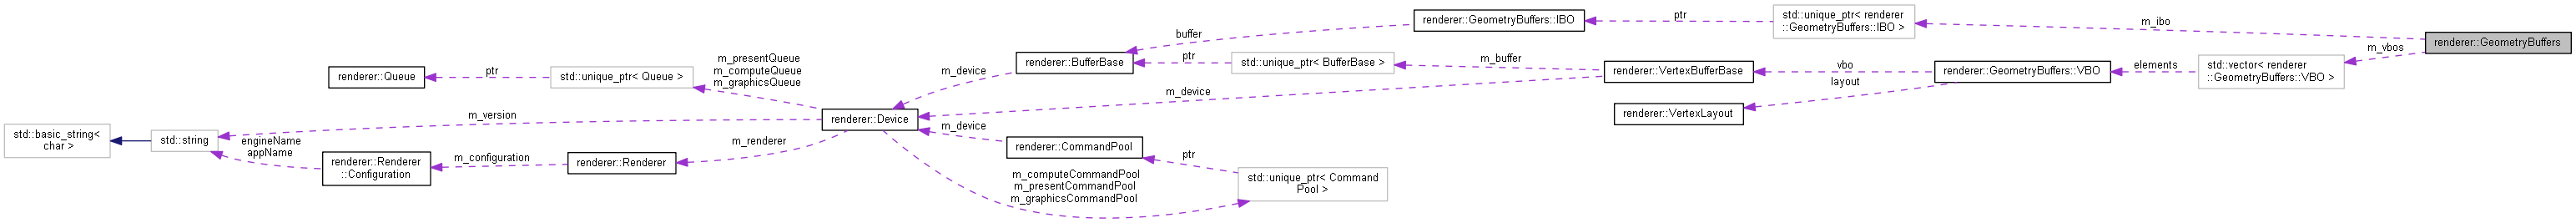 renderer::GeometryBuffers::IBO
ptr
std::unique_ptr< renderer
::GeometryBuffers::IBO >
m_ibo
renderer::GeometryBuffers
m_vbos
buffer
m_presentQueue
m_computeQueue
m_graphicsQueue
renderer::Queue
ptr
std::unique_ptr< Queue >
m_device
renderer::BufferBase
ptr
std::unique_ptr< BufferBase >
m_buffer
renderer::VertexBufferBase
vbo
layout
renderer::GeometryBuffers::VBO
elements
std::vector< renderer
::GeometryBuffers::VBO >
m_device
renderer::VertexLayout
renderer::Device
m_version
m_device
std::basic_string<
char >
std::string
engineName
appName
m_renderer
renderer::CommandPool
ptr
renderer::Renderer
::Configuration
m_configuration
renderer::Renderer
m_computeCommandPool
m_presentCommandPool
m_graphicsCommandPool
std::unique_ptr< Command
Pool >